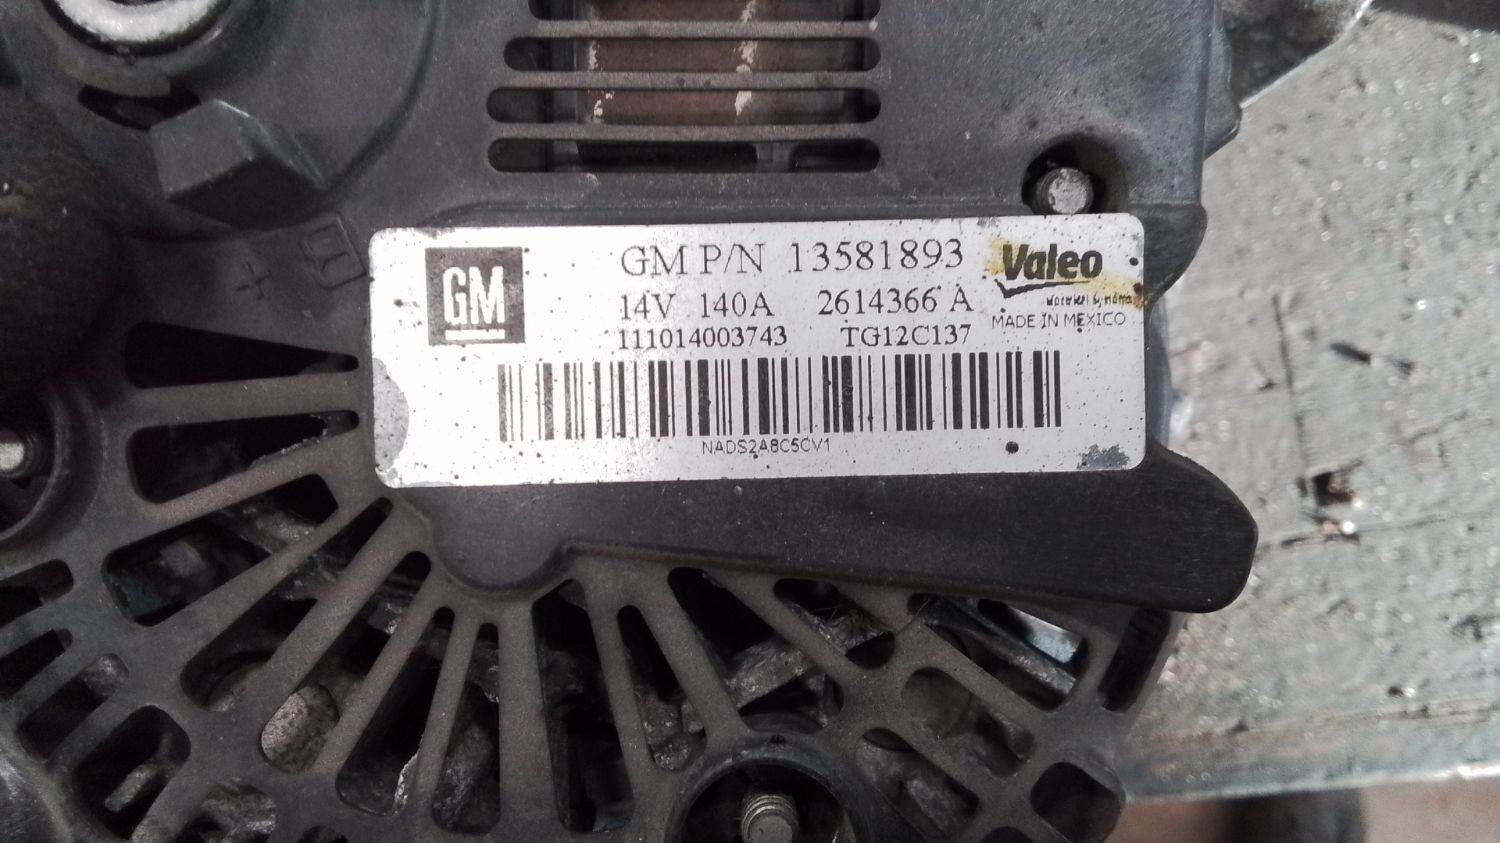 GM
GM P/N 13581893
14V 140A 2614366 A
111014003743 TG12C137
Valeo
MADE IN MEXICO
NADS2A8C5CV1
+